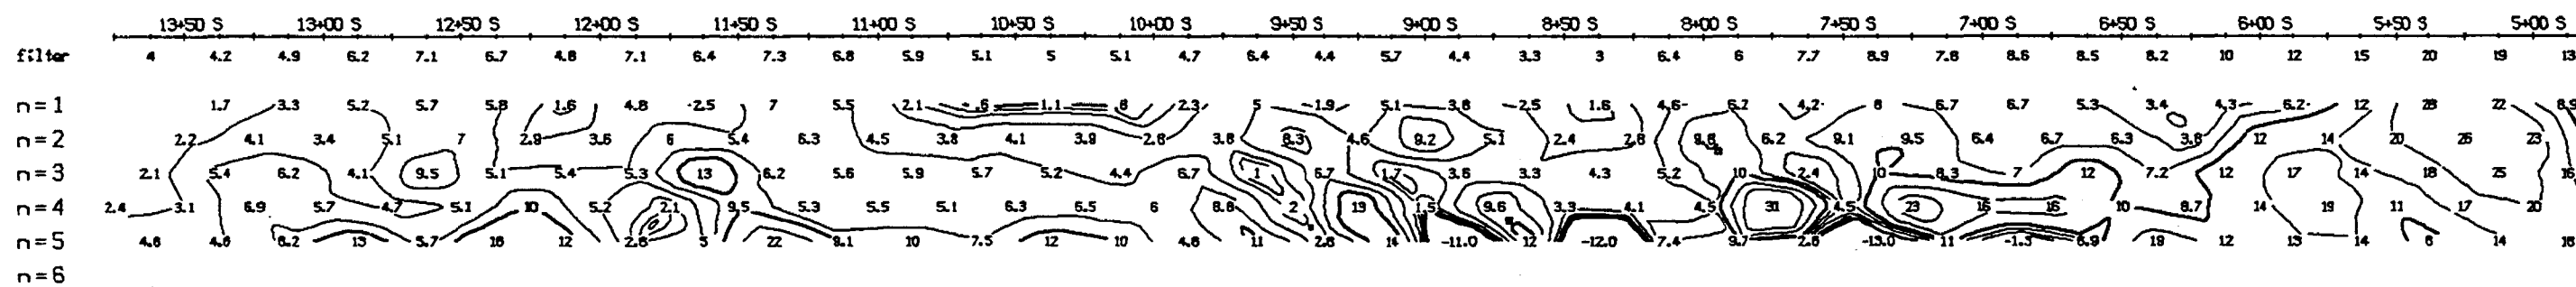 13+50 S 13+00 S 12+50 S 12+00 S 11+50 S 11+00 S 10+50 S 10+00 S 9+50 S 9+00 S 8+50 S 8+00 S 7+50 S 7+00 S 6+50 S 6+00 S 5+50 S 5+00 S
filter 4 4.2 4.9 6.2 7.1 6.7 4.8 7.1 6.4 7.3 6.8 5.9 5.1 5 5.1 4.7 6.4 4.4 5.7 4.4 3.3 3 6.4 6 7.7 8.9 7.8 8.6 8.5 8.2 10 12 15 20 19 13
n=1 1.7 3.3 5.2 5.7 5.8 1.6 4.8 2.5 7 5.5 2.1 .6 1.1 .8 2.3 5 1.9 5.1 3.8 2.5 1.6 4.6 6.2 4.2 8 6.7 6.7 5.3 3.4 4.3 6.2 12 28 22 8.9
n=2 2.2 4.1 3.4 5.1 7 2.9 3.6 6 5.4 6.3 4.5 3.8 4.1 3.9 2.8 3.8 8.3 4.6 9.2 5.1 2.4 2.8 9.8 6.2 9.1 9.5 6.4 6.7 6.3 3.8 12 14 20 26 23
n=3 2.1 5.4 6.2 4.1 9.5 5.1 5.4 5.3 13 6.2 5.6 5.9 5.7 5.2 4.4 6.7 1 6.7 1.7 3.6 3.3 4.3 5.2 10 2.4 10 8.3 7 12 7.2 12 17 14 18 25 16
n=4 2.4 3.1 6.9 5.7 4.7 5.1 10 5.2 2.1 9.5 5.3 5.5 5.1 6.3 6.5 6 8.8 2 19 1.5 9.6 3.3 4.1 4.5 31 4.5 23 16 16 10 8.7 14 19 11 17 20
n=5 4.6 4.6 8.2 13 5.7 16 12 2.8 5 22 9.1 10 7.5 12 10 4.8 11 2.8 14 -11.0 12 -12.0 7.4 9.7 2.8 -13.0 11 -1.3 6.9 19 12 13 14 6 14 16
n=6